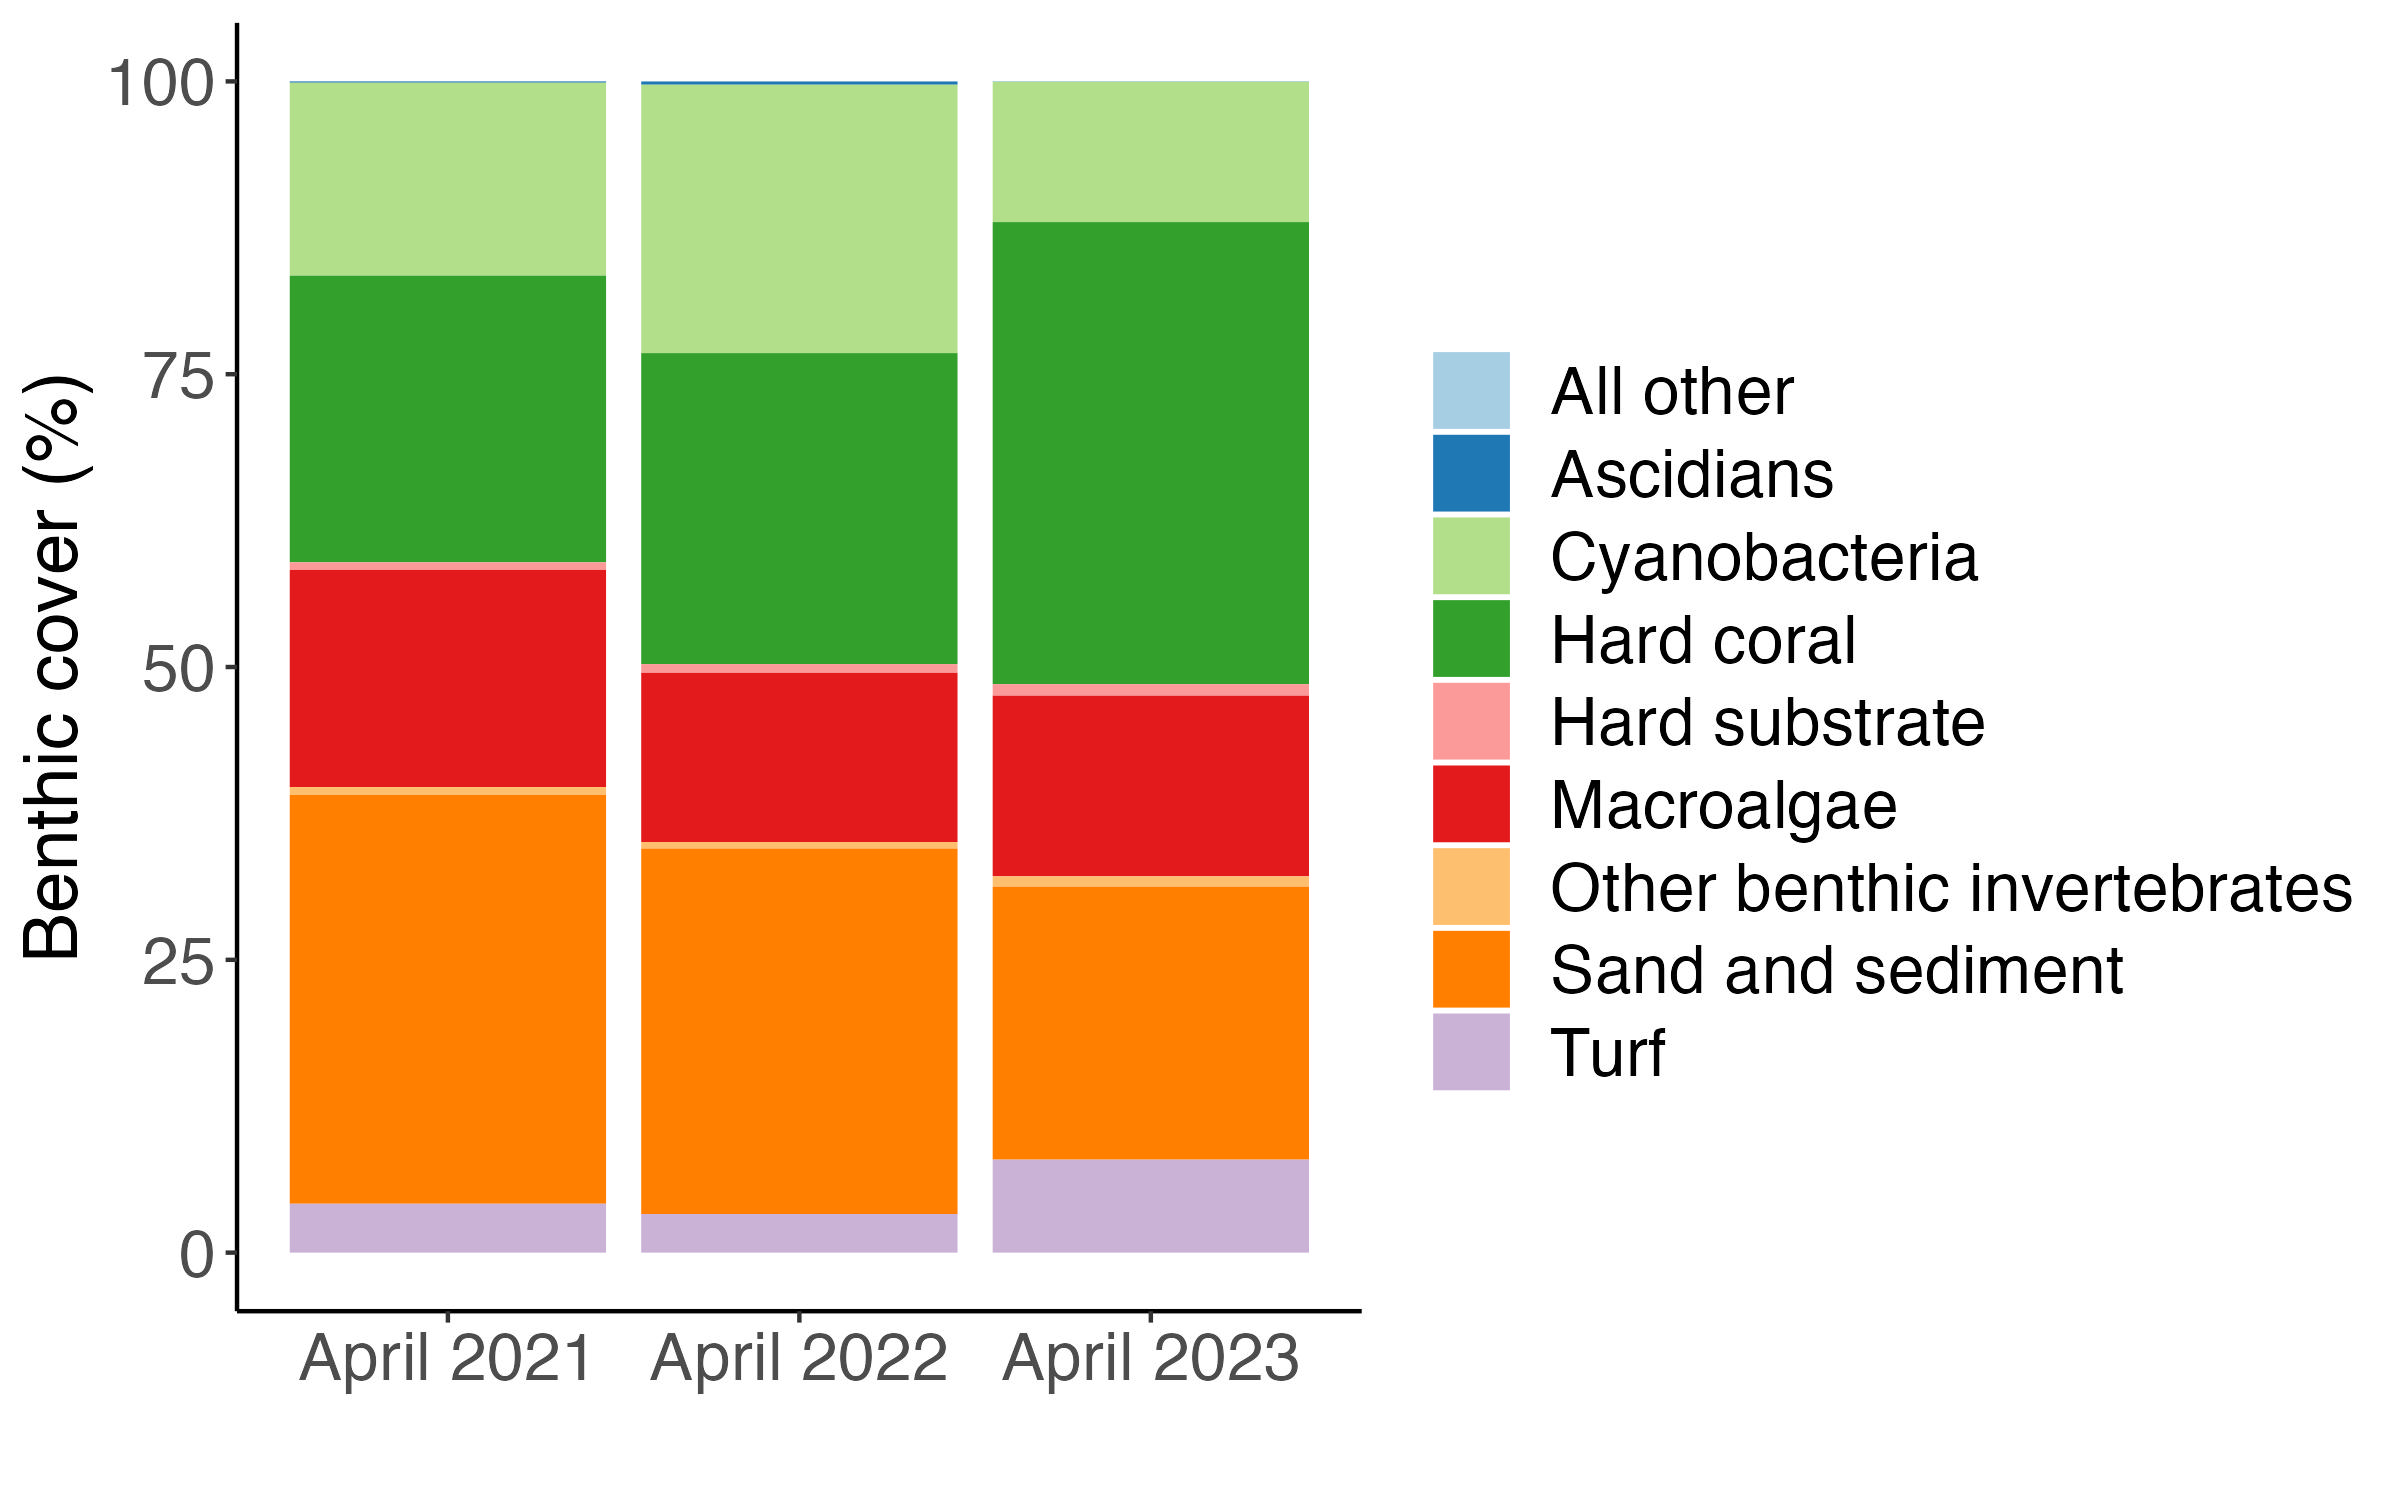 Benthic cover (%)
100
75
50
25
0
April 2021
April 2022
April 2023
All other
Ascidians
Cyanobacteria
Hard coral
Hard substrate
Macroalgae
Other benthic invertebrates
Sand and sediment
Turf